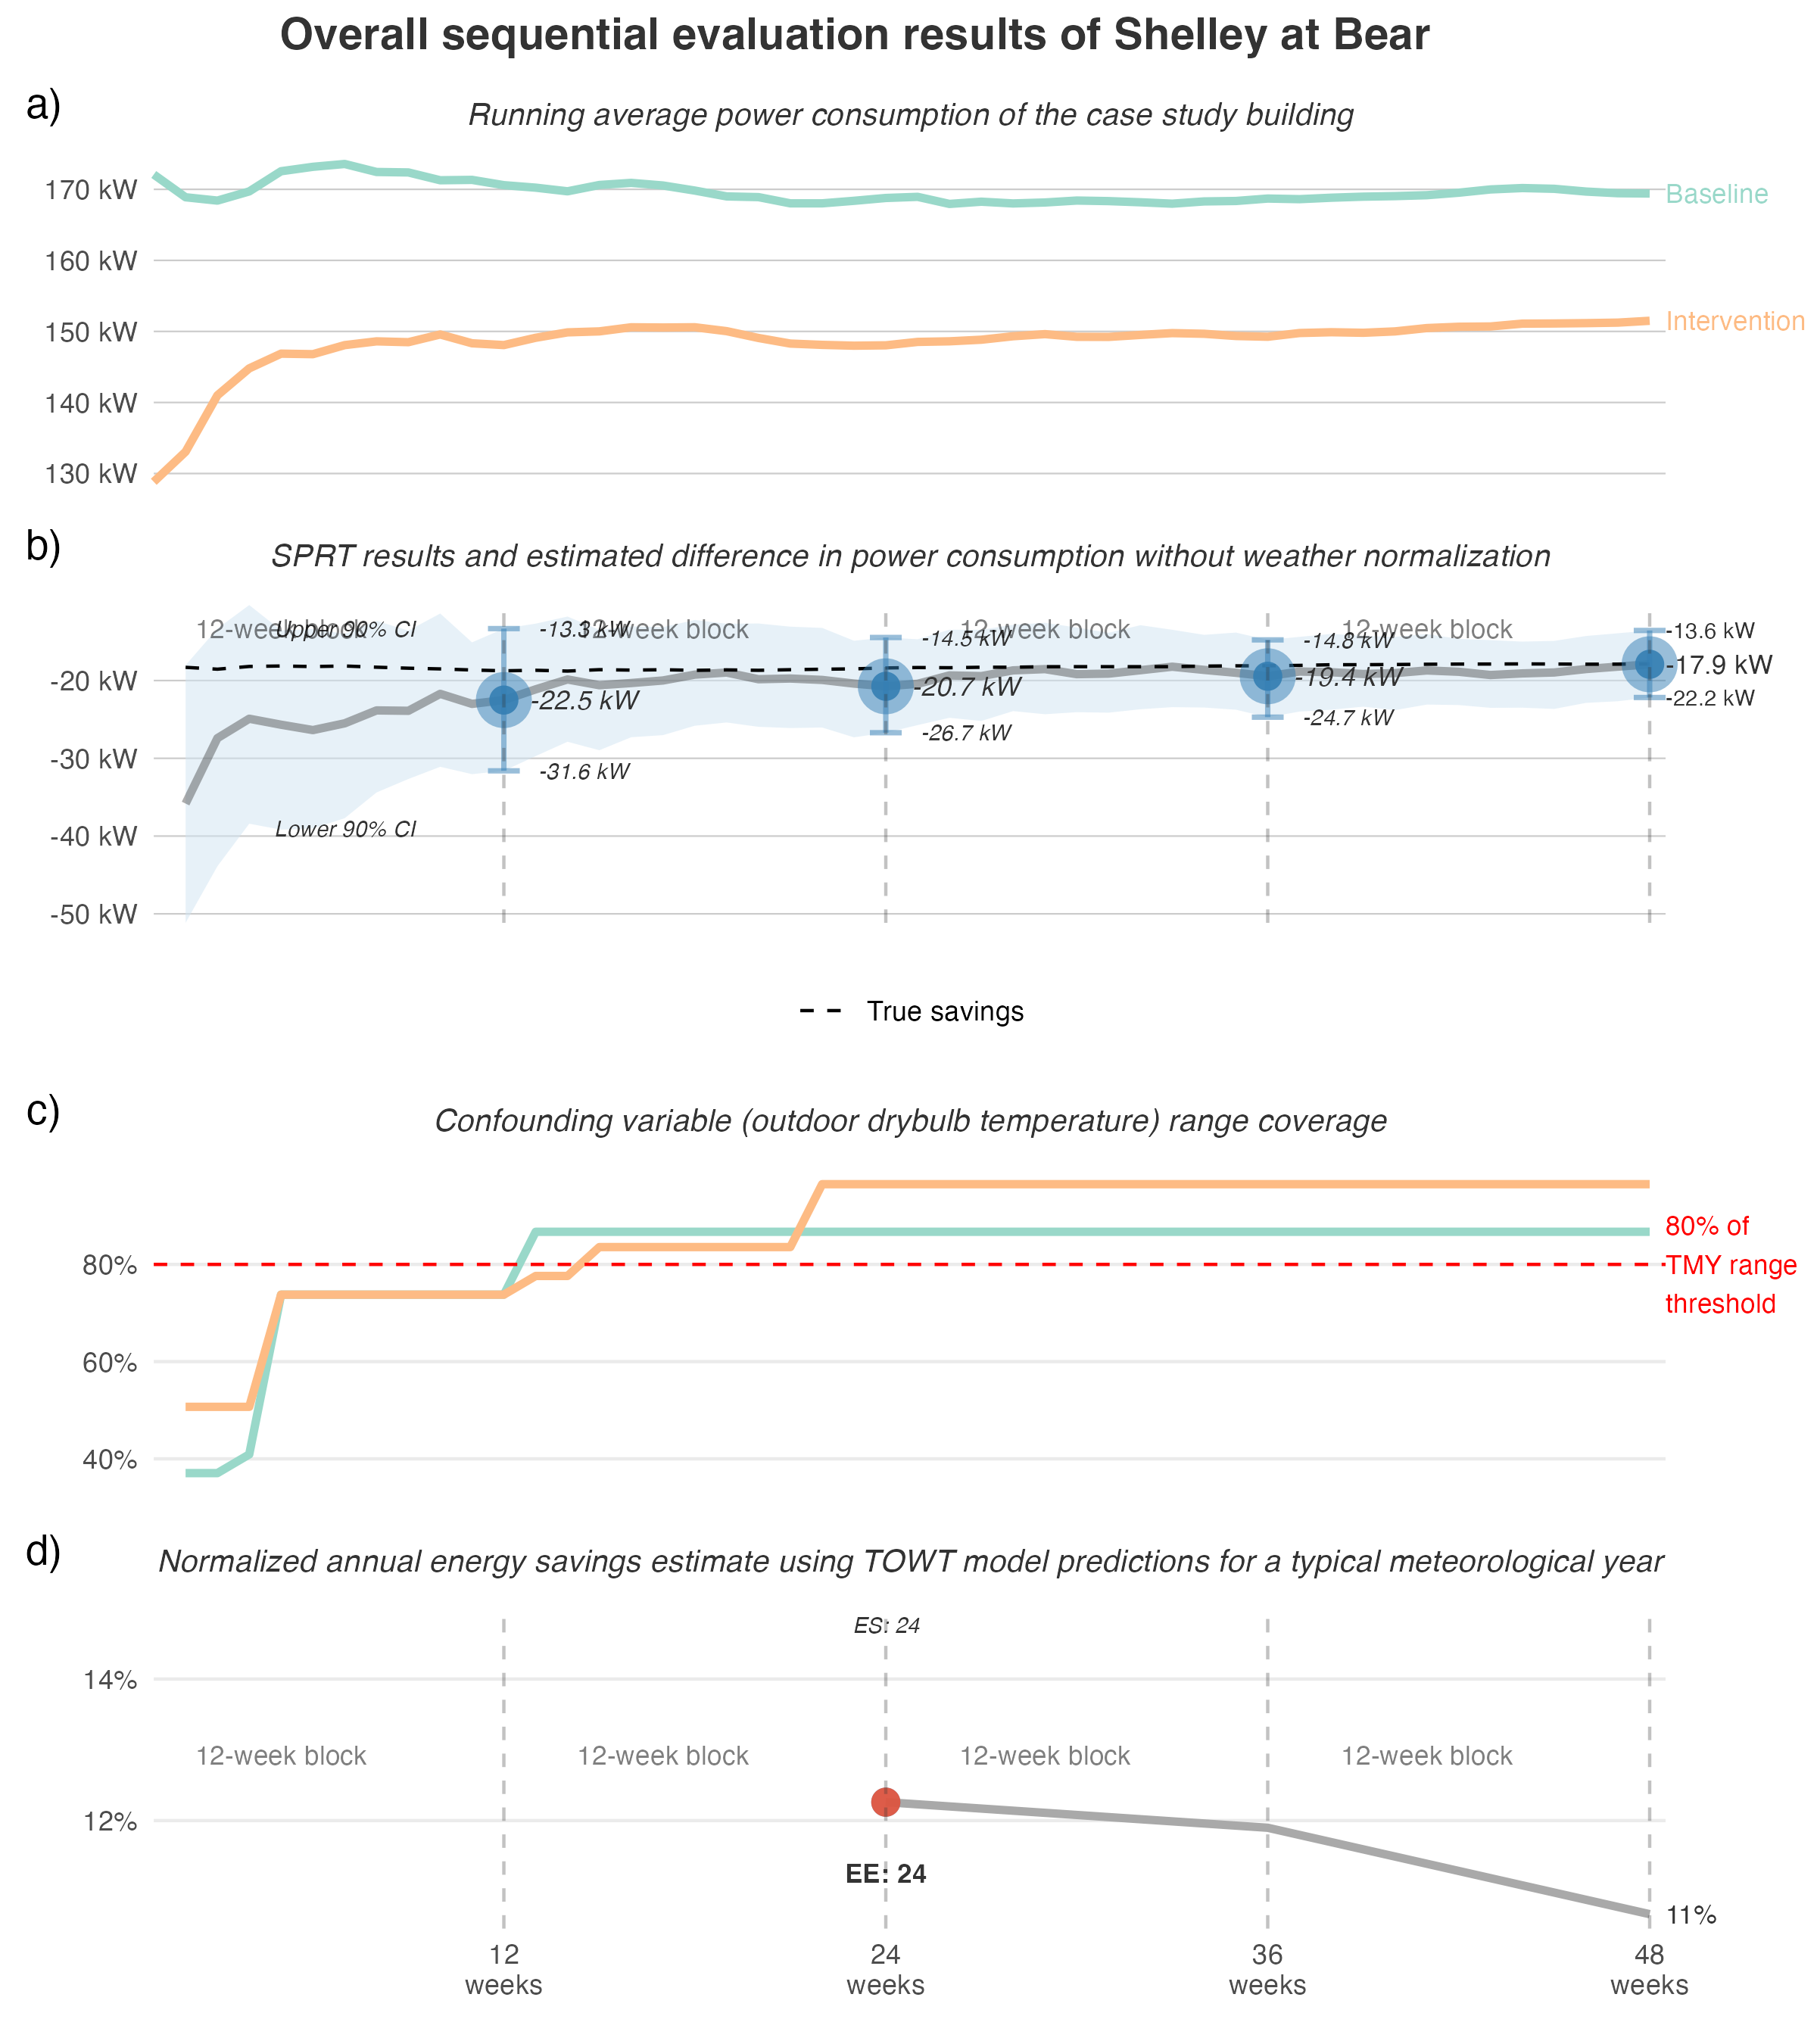 Overall sequential evaluation results of Shelley at Bear
a)
Running average power consumption of the case study building
170 kW
160 kW
150 kW
140 kW
130 kW
Baseline
Intervention
b)
SPRT results and estimated difference in power consumption without weather normalization
12-week block
12-week block
12-week block
12-week block
Upper 90% CI
-13.3 kW
-14.5 kW
-14.8 kW
-13.6 kW
-20 kW
-22.5 kW
-20.7 kW
-19.4 kW
-17.9 kW
-31.6 kW
-26.7 kW
-24.7 kW
-22.2 kW
-30 kW
Lower 90% CI
-40 kW
-50 kW
True savings
c)
Confounding variable (outdoor drybulb temperature) range coverage
80%
60%
40%
80% of
TMY range
threshold
d)
Normalized annual energy savings estimate using TOWT model predictions for a typical meteorological year
ES: 24
14%
12-week block
12-week block
12-week block
12-week block
12%
EE: 24
11%
12
weeks
24
weeks
36
weeks
48
weeks